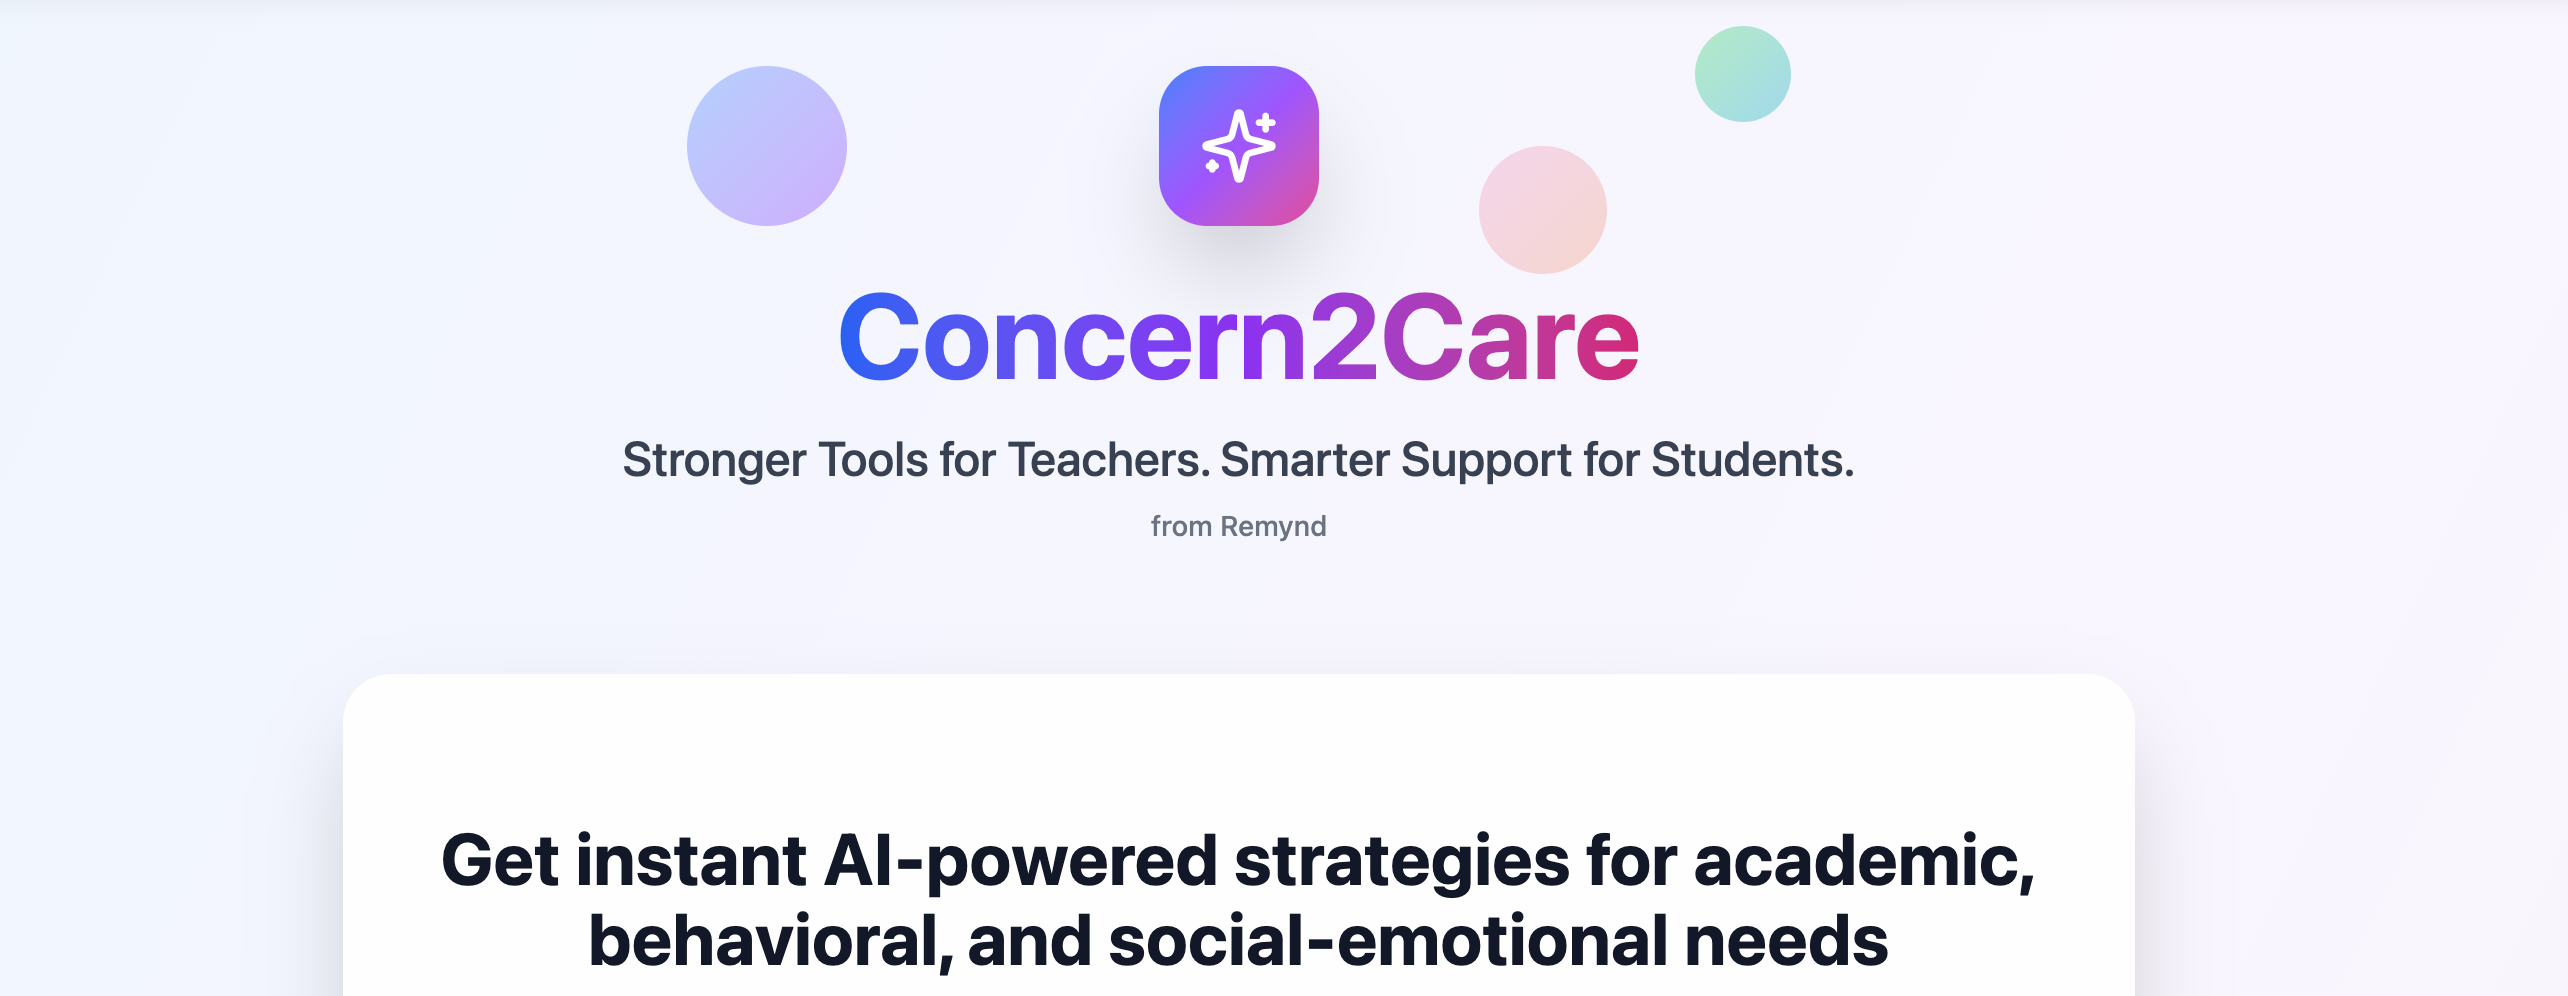 Concern2Care
Stronger Tools for Teachers. Smarter Support for Students.
from Remynd
Get instant AI-powered strategies for academic,
behavioral, and social-emotional needs